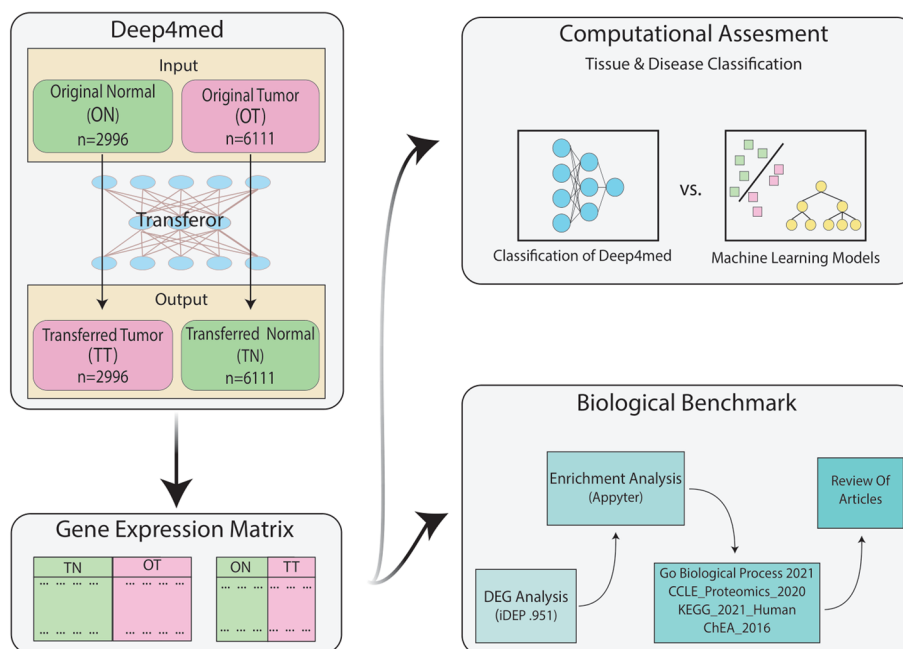 Deep4med
Input
Original Normal
(ON)
n=2996
Original Tumor
(OT)
n=6111
Transferor
Output
Transferred Tumor
(TT)
n=2996
Transferred Normal
(TN)
n=6111
Gene Expression Matrix
TN OT
... ... ... ... ... ... ... ...
... ... ... ... ... ... ... ...
ON TT
... ... ... ... ... ...
... ... ... ... ... ...
Computational Assesment
Tissue & Disease Classification
vs.
Classification of Deep4med
Machine Learning Models
Biological Benchmark
DEG Analysis
(iDEP .951)
Enrichment Analysis
(Appyter)
Go Biological Process 2021
CCLE_Proteomics_2020
KEGG_2021_Human
ChEA_2016
Review Of
Articles